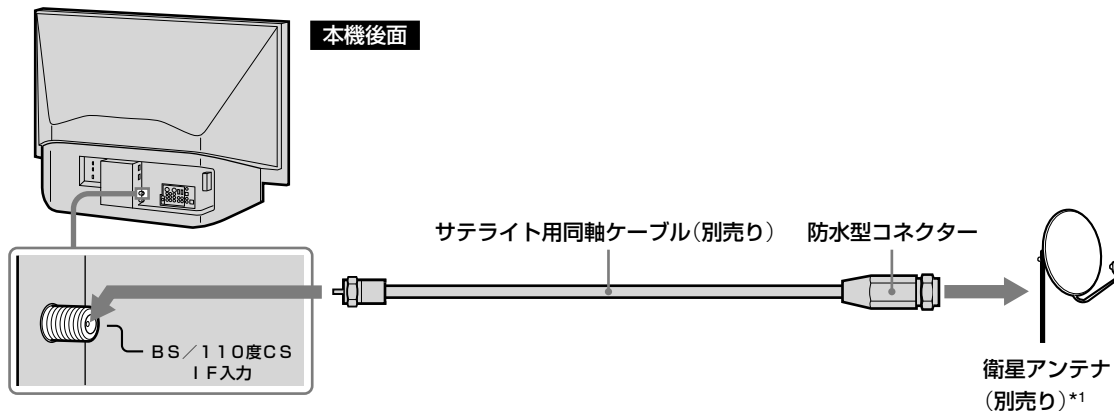 本機後面
サテライト用同軸ケーブル（別売り）
防水型コネクター
BS／110度CS
IF入力
衛星アンテナ
（別売り）*1